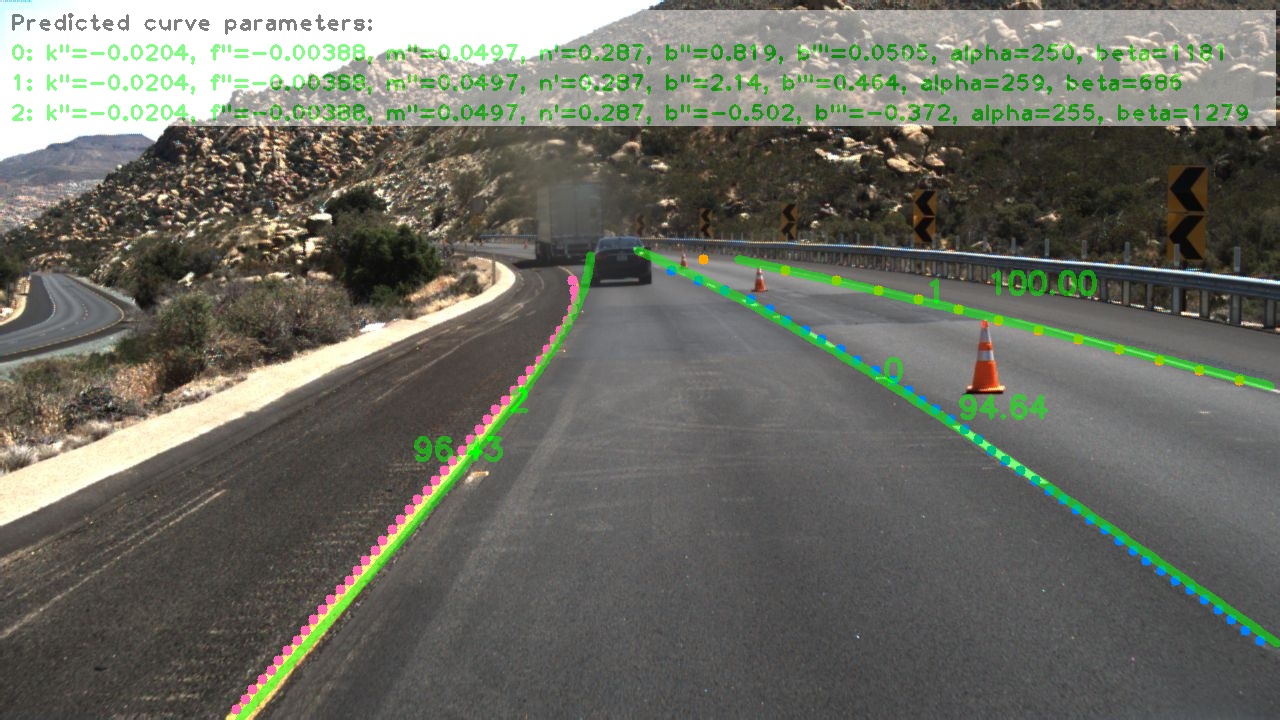 Predicted curve parameters:
0: k''=-0.0204, f''=-0.00388, m''=0.0497, n'=0.287, b''=0.819, b'''=0.0505, alpha=250, beta=1181
1: k''=-0.0204, f''=-0.00388, m''=0.0497, n'=0.287, b''=2.14, b'''=0.464, alpha=259, beta=686
2: k''=-0.0204, f''=-0.00388, m''=0.0497, n'=0.287, b''=-0.502, b'''=-0.372, alpha=255, beta=1279
1 100.00
0
94.64
2
96.43